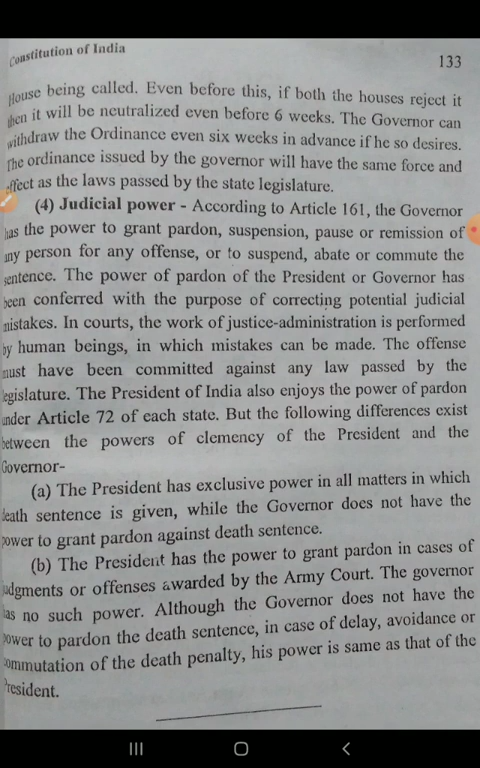 Constitution of India
133
House being called. Even before this, if both the houses reject it
then it will be neutralized even before 6 weeks. The Governor can
withdraw the Ordinance even six weeks in advance if he so desires.
The ordinance issued by the governor will have the same force and
effect as the laws passed by the state legislature.
(4) Judicial power - According to Article 161, the Governor
has the power to grant pardon, suspension, pause or remission of
any person for any offense, or to suspend, abate or commute the
sentence. The power of pardon of the President or Governor has
been conferred with the purpose of correcting potential judicial
mistakes. In courts, the work of justice-administration is performed
by human beings, in which mistakes can be made. The offense
must have been committed against any law passed by the
legislature. The President of India also enjoys the power of pardon
under Article 72 of each state. But the following differences exist
between the powers of clemency of the President and the
Governor-
(a) The President has exclusive power in all matters in which
death sentence is given, while the Governor does not have the
power to grant pardon against death sentence.
(b) The President has the power to grant pardon in cases of
judgments or offenses awarded by the Army Court. The governor
has no such power. Although the Governor does not have the
power to pardon the death sentence, in case of delay, avoidance or
commutation of the death penalty, his power is same as that of the
President.